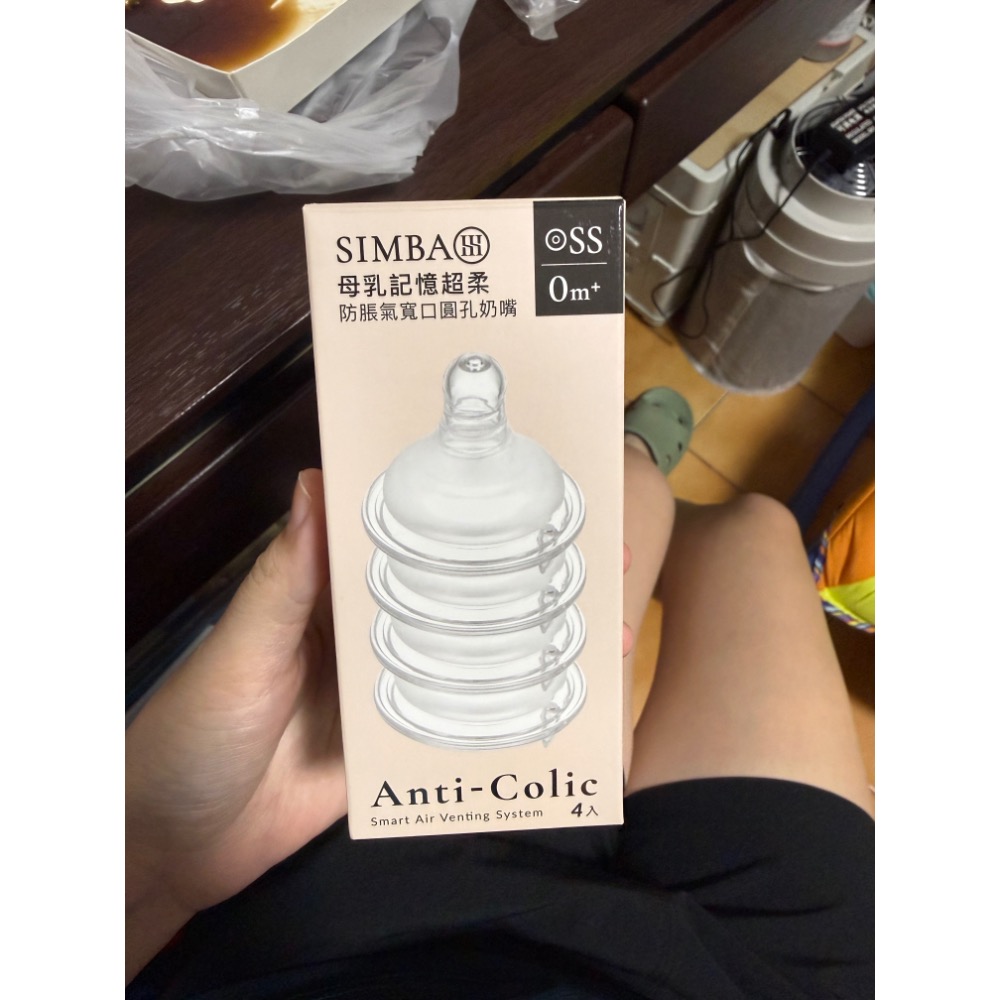 SIMBA
母乳記憶超柔
防脹氣寬口圓孔奶嘴
SS
0m+
Anti-Colic
Smart Air Venting System
4入